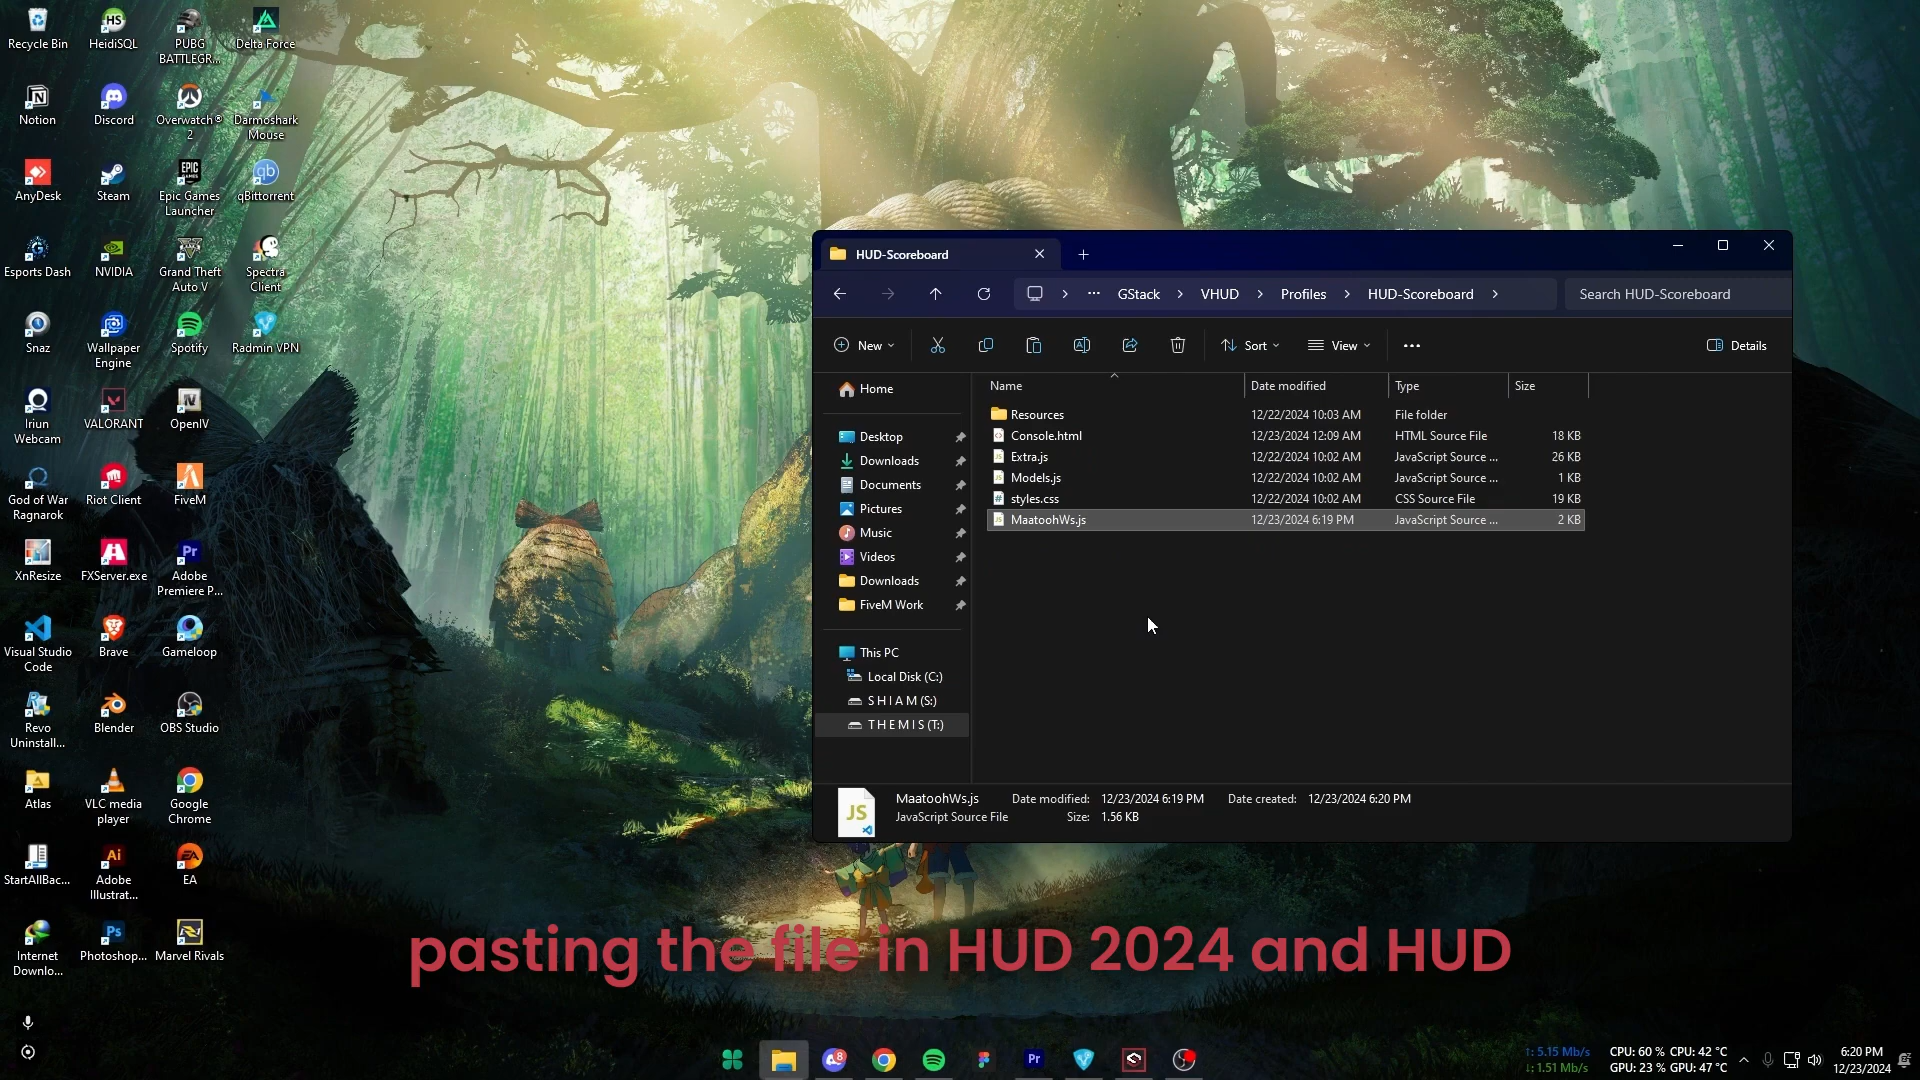 Recycle Bin
HeidiSQL
PUBG
BATTLEGR...
Delta Force
Notion
Discord
Overwatch®
2
Darmoshark
Mouse
AnyDesk
Steam
Epic Games
Launcher
qBittorrent
Esports Dash
NVIDIA
Grand Theft
Auto V
Spectra
Client
Snaz
Wallpaper
Engine
Spotify
Radmin VPN
Iriun
Webcam
VALORANT
OpenIV
God of War
Ragnarok
Riot Client
FiveM
XnResize
FXServer.exe
Adobe
Premiere P...
Visual Studio
Code
Brave
Gameloop
Revo
Uninstall...
Blender
OBS Studio
Atlas
VLC media
player
Google
Chrome
StartAllBac...
Adobe
Illustrat...
EA
Internet
Downlo...
Photoshop...
Marvel Rivals
HUD-Scoreboard
GStack > VHUD > Profiles > HUD-Scoreboard >
Search HUD-Scoreboard
New
Sort
View
Details
Home
Desktop
Downloads
Documents
Pictures
Music
Videos
Downloads
FiveM Work
This PC
Local Disk (C:)
S H I A M (S:)
T H E M I S (T:)
Name Date modified Type Size
Resources 12/22/2024 10:03 AM File folder
Console.html 12/23/2024 12:09 AM HTML Source File 18 KB
Extra.js 12/22/2024 10:02 AM JavaScript Source ... 26 KB
Models.js 12/22/2024 10:02 AM JavaScript Source ... 1 KB
styles.css 12/22/2024 10:02 AM CSS Source File 19 KB
MaatoohWs.js 12/23/2024 6:19 PM JavaScript Source ... 2 KB
JS
MaatoohWs.js Date modified: 12/23/2024 6:19 PM Date created: 12/23/2024 6:20 PM
JavaScript Source File Size: 1.56 KB
pasting the file in HUD 2024 and HUD
8
Pr
↑: 5.15 Mb/s CPU: 60 % CPU: 42 °C
↓: 1.51 Mb/s GPU: 23 % GPU: 47 °C
6:20 PM
12/23/2024